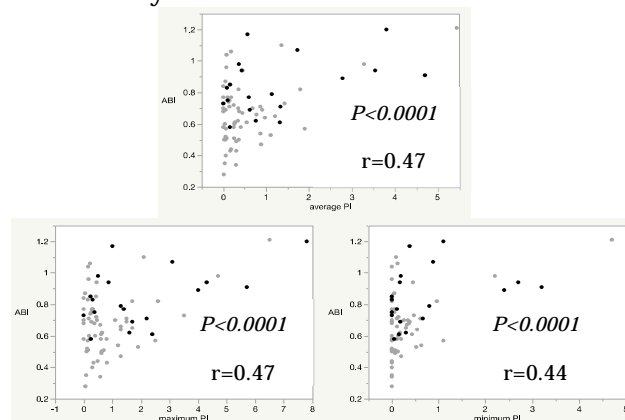 1.2
1
ABI
0.8
0.6
0.4
0.2
P<0.0001
r=0.47
0
1
2
3
4
5
average PI
1.2
1
ABI
0.8
0.6
0.4
0.2
P<0.0001
r=0.47
-1 0 1 2 3 4 5 6 7 8
maximum PI
1.2
1
ABI
0.8
0.6
0.4
0.2
P<0.0001
r=0.44
0 1 2 3 4
minimum PI